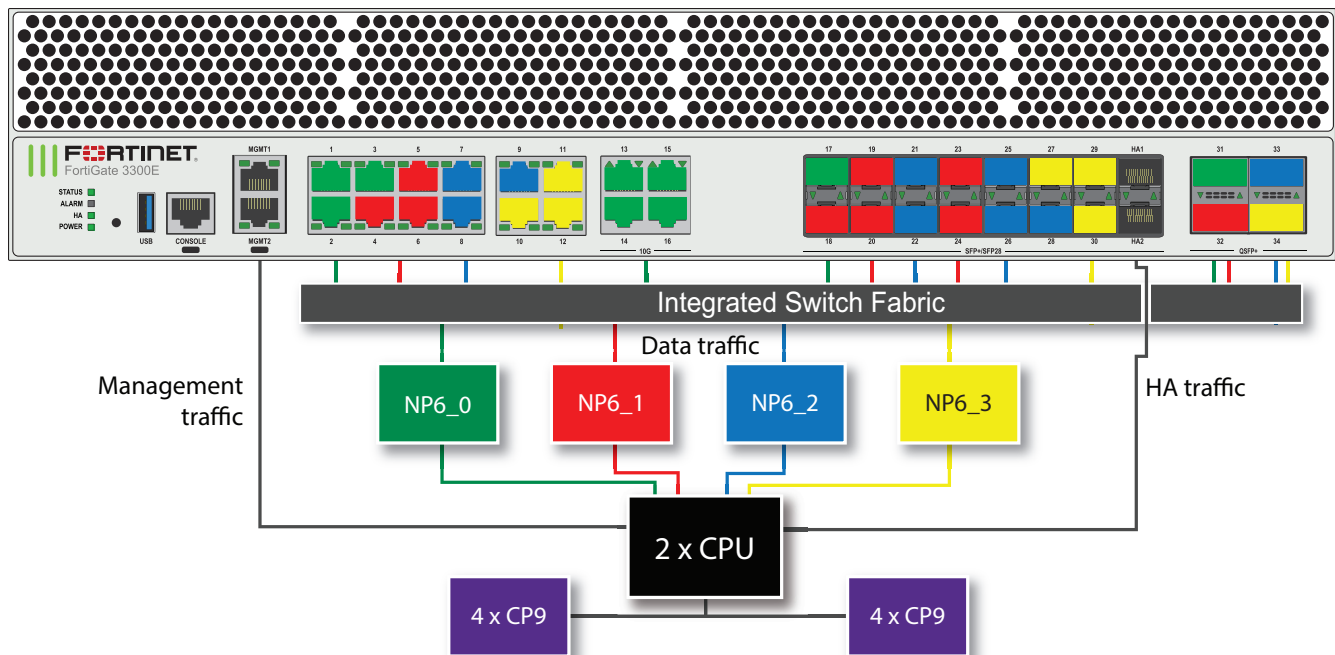 FORTINET
FortiGate 3300E
STATUS
ALARM
HA
POWER
USB
CONSOLE
MGMT1
MGMT2
1 3 5 7 9 11 13 15 17 19 21 23 25 27 29 HA1 31 33
2 4 6 8 10 12 14 16 18 20 22 24 26 28 30 HA2 32 34
10G SFP+/SFP28 QSFP+
Integrated Switch Fabric
Data traffic
Management
traffic
HA traffic
NP6_0 NP6_1 NP6_2 NP6_3
2 x CPU
4 x CP9 4 x CP9